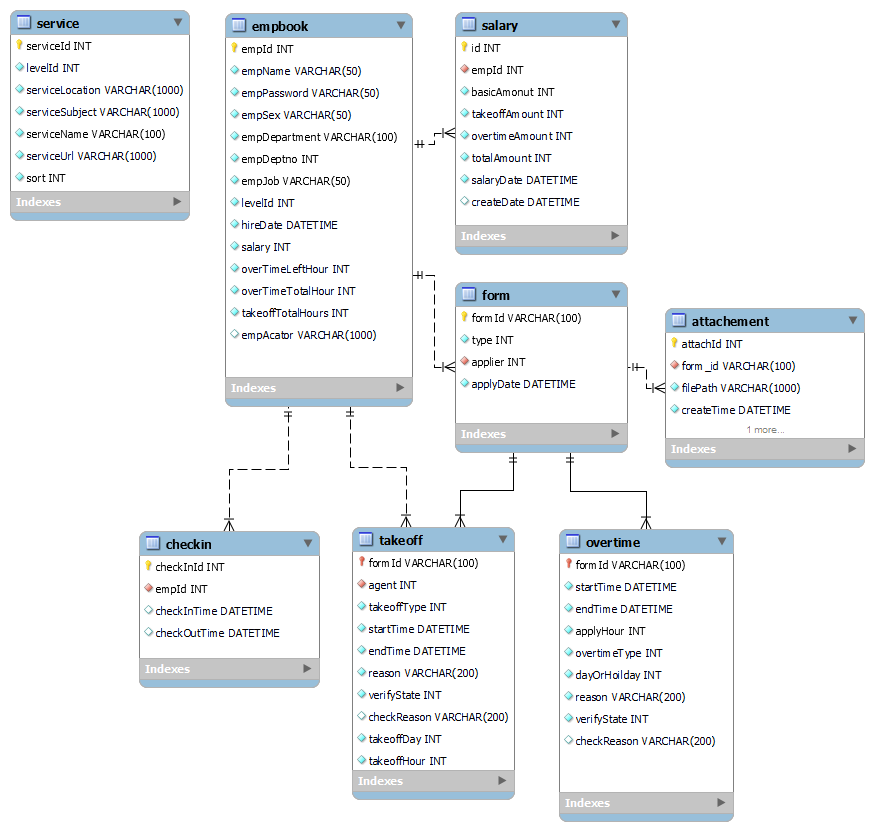 service
serviceId INT
levelId INT
serviceLocation VARCHAR(1000)
serviceSubject VARCHAR(1000)
serviceName VARCHAR(100)
serviceUrl VARCHAR(1000)
sort INT
Indexes
empbook
empId INT
empName VARCHAR(50)
empPassword VARCHAR(50)
empSex VARCHAR(50)
empDepartment VARCHAR(100)
empDeptno INT
empJob VARCHAR(50)
levelId INT
hireDate DATETIME
salary INT
overTimeLeftHour INT
overTimeTotalHour INT
takeoffTotalHours INT
empAcator VARCHAR(1000)
Indexes
salary
id INT
empId INT
basicAmonut INT
takeoffAmount INT
overtimeAmount INT
totalAmount INT
salaryDate DATETIME
createDate DATETIME
Indexes
form
formId VARCHAR(100)
type INT
applier INT
applyDate DATETIME
Indexes
attachement
attachId INT
form_id VARCHAR(100)
filePath VARCHAR(1000)
createTime DATETIME
1 more...
Indexes
checkin
checkInId INT
empId INT
checkInTime DATETIME
checkOutTime DATETIME
Indexes
takeoff
formId VARCHAR(100)
agent INT
takeoffType INT
startTime DATETIME
endTime DATETIME
reason VARCHAR(200)
verifyState INT
checkReason VARCHAR(200)
takeoffDay INT
takeoffHour INT
Indexes
overtime
formId VARCHAR(100)
startTime DATETIME
endTime DATETIME
applyHour INT
overtimeType INT
dayOrHoilday INT
reason VARCHAR(200)
verifyState INT
checkReason VARCHAR(200)
Indexes